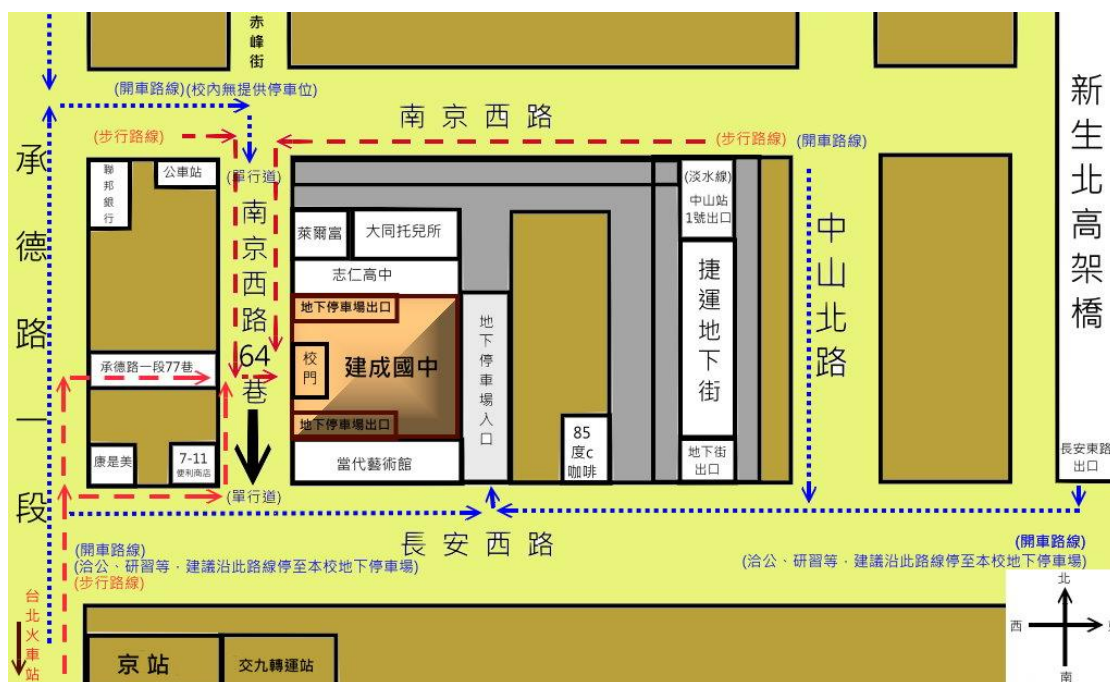 赤峰街
(開車路線)(校內無提供停車位)
南京西路
(步行路線)
(步行路線)
(開車路線)
新生北高架橋
承德路一段
聯邦銀行
公車站
(單行道)
南京西路64巷
萊爾富
大同托兒所
志仁高中
地下停車場出口
校門
建成國中
地下停車場出口
當代藝術館
地下停車場入口
85度c咖啡
(淡水線)
中山站
1號出口
捷運地下街
地下街
出口
中山北路
承德路一段77巷
康是美
7-11
便利商店
(單行道)
長安東路
出口
長安西路
(開車路線)
(洽公、研習等，建議沿此路線停至本校地下停車場)
(步行路線)
(開車路線)
(洽公、研習等，建議沿此路線停至本校地下停車場)
台北火車站
京站
交九轉運站
北
西
南